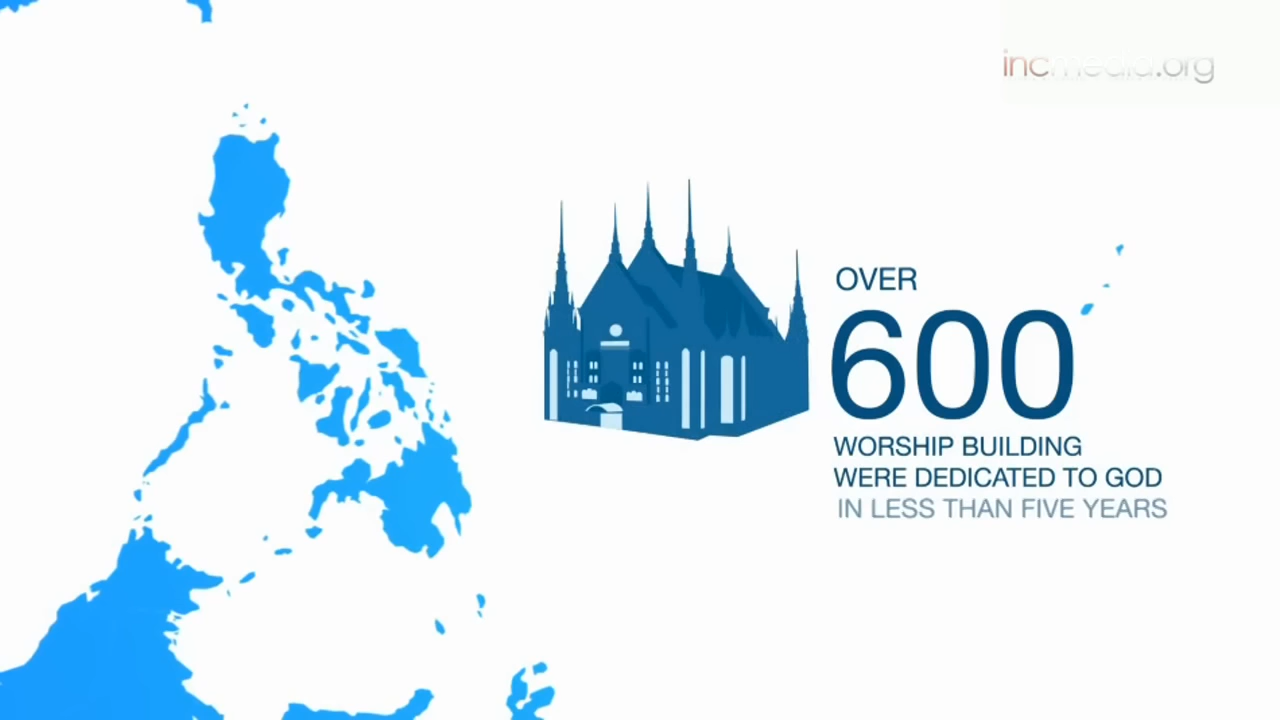 incmedia.org
OVER
600
WORSHIP BUILDING
WERE DEDICATED TO GOD
IN LESS THAN FIVE YEARS